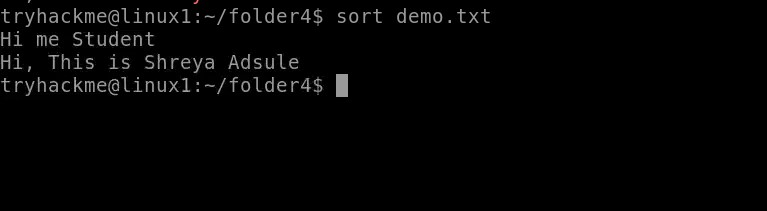 tryhackme@linux1:~/folder4$ sort demo.txt
Hi me Student
Hi, This is Shreya Adsule
tryhackme@linux1:~/folder4$